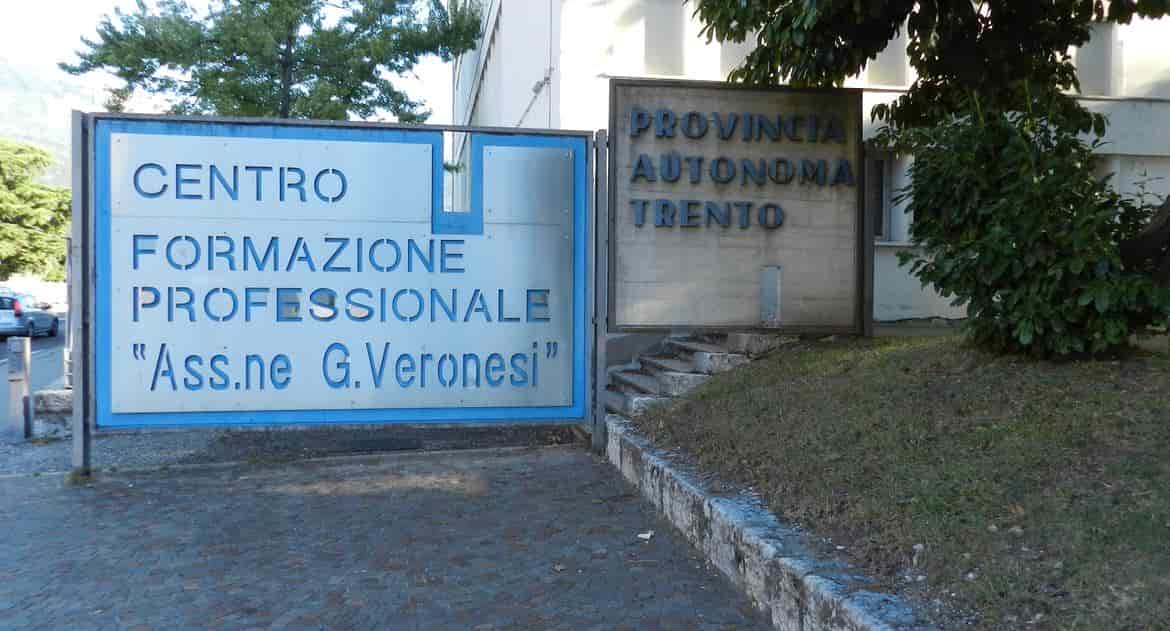 CENTRO
FORMAZIONE
PROFESSIONALE
"Ass.ne G.Veronesi"
PROVINCIA
AUTONOMA
TRENTO